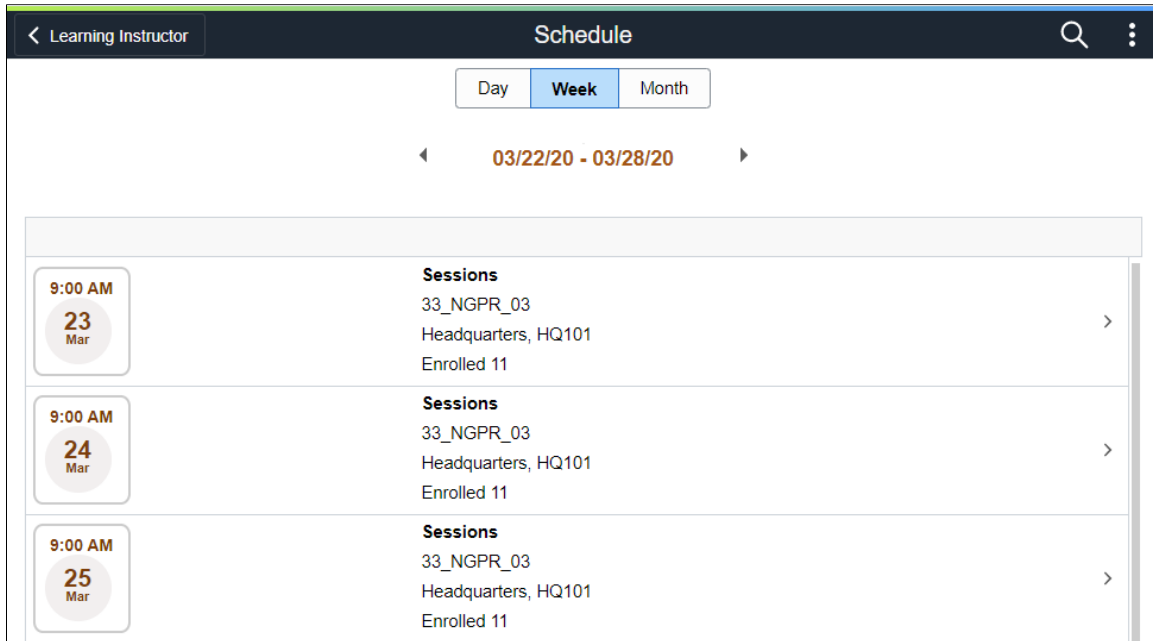 Learning Instructor
Schedule
Day Week Month
03/22/20 - 03/28/20
9:00 AM
23
Mar
Sessions
33_NGPR_03
Headquarters, HQ101
Enrolled 11
9:00 AM
24
Mar
Sessions
33_NGPR_03
Headquarters, HQ101
Enrolled 11
9:00 AM
25
Mar
Sessions
33_NGPR_03
Headquarters, HQ101
Enrolled 11